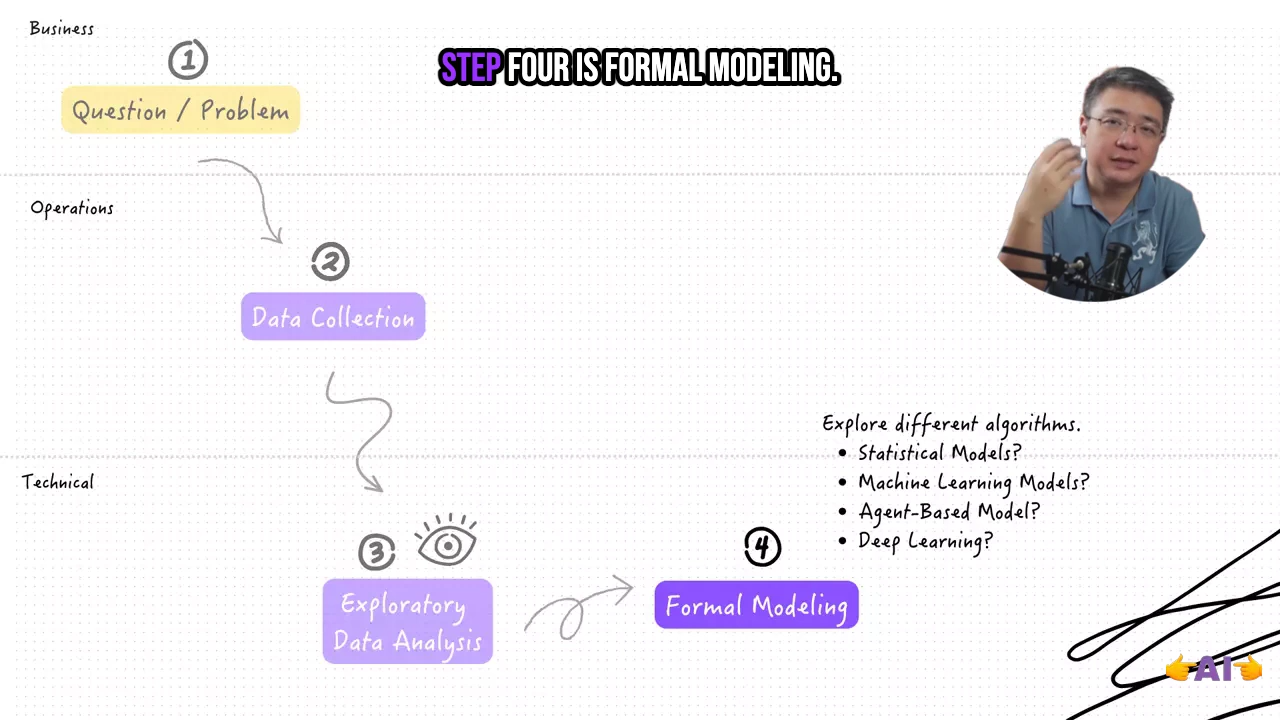 Business
1
STEP FOUR IS FORMAL MODELING.
Question / Problem
Operations
2
Data Collection
Explore different algorithms.
• Statistical Models?
• Machine Learning Models?
• Agent-Based Model?
• Deep Learning?
Technical
3
Exploratory
Data Analysis
4
Formal Modeling
AI